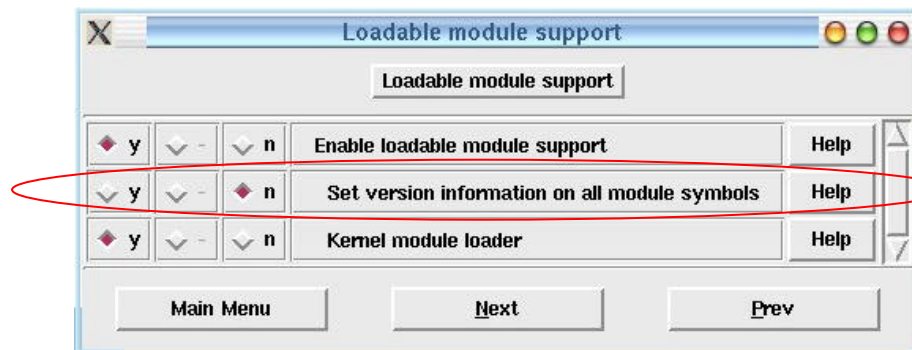 Loadable module support
Loadable module support
y - n Enable loadable module support Help
y - n Set version information on all module symbols Help
y - n Kernel module loader Help
Main Menu Next Prev